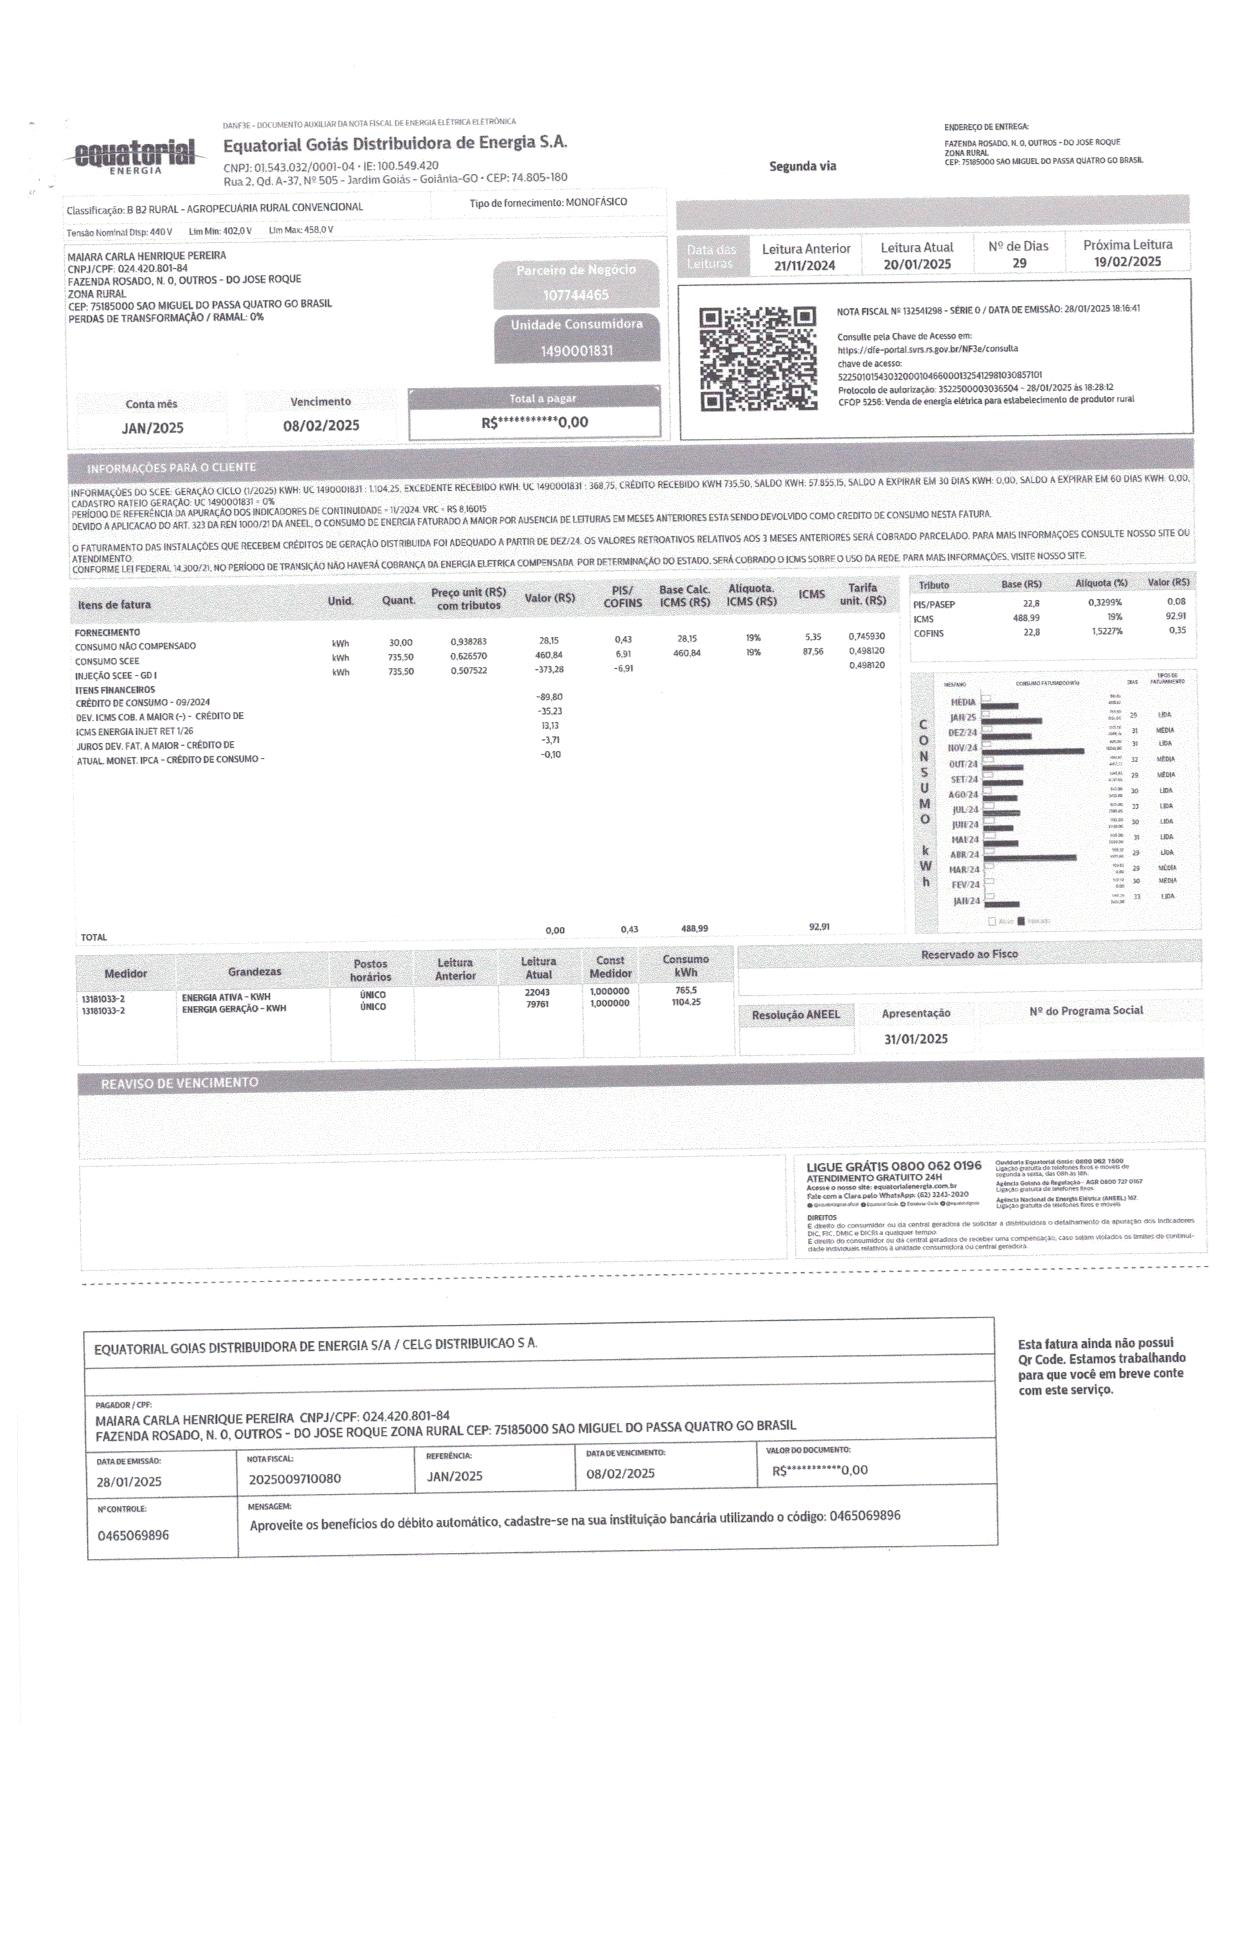 DANF3E - DOCUMENTO AUXILIAR DA NOTA FISCAL DE ENERGIA ELÉTRICA ELETRÔNICA
equatorial
ENERGIA
Equatorial Goiás Distribuidora de Energia S.A.
CNPJ: 01.543.032/0001-04 • IE: 100.549.420
Rua 2, Qd. A-37, Nº 505 - Jardim Goiás - Goiânia-GO • CEP: 74.805-180
Segunda via
ENDEREÇO DE ENTREGA:
FAZENDA ROSADO, N. 0, OUTROS - DO JOSE ROQUE
ZONA RURAL
CEP: 75185000 SAO MIGUEL DO PASSA QUATRO GO BRASIL
Classificação: B B2 RURAL - AGROPECUÁRIA RURAL CONVENCIONAL
Tipo de fornecimento: MONOFÁSICO
Tensão Nominal Disp: 440 V Lim Min: 402,0 V Lim Max: 458,0 V
MAIARA CARLA HENRIQUE PEREIRA
CNPJ/CPF: 024.420.801-84
FAZENDA ROSADO, N. 0, OUTROS - DO JOSE ROQUE
ZONA RURAL
CEP: 75185000 SAO MIGUEL DO PASSA QUATRO GO BRASIL
PERDAS DE TRANSFORMAÇÃO / RAMAL: 0%
Parceiro de Negócio
107744465
Unidade Consumidora
1490001831
Conta mês
JAN/2025
Vencimento
08/02/2025
Total a pagar
R$***********0,00
Data das Leituras
Leitura Anterior
21/11/2024
Leitura Atual
20/01/2025
Nº de Dias
29
Próxima Leitura
19/02/2025
NOTA FISCAL Nº 132541298 - SÉRIE 0 / DATA DE EMISSÃO: 28/01/2025 18:16:41
Consulte pela Chave de Acesso em:
https://dfe-portal.svrs.rs.gov.br/NF3e/consulta
chave de acesso:
52250101543032000104660001325412981030857101
Protocolo de autorização: 3522500003036504 - 28/01/2025 às 18:28:12
CFOP 5256: Venda de energia elétrica para estabelecimento de produtor rural
INFORMAÇÕES PARA O CLIENTE
INFORMAÇÕES DO SCEE: GERAÇÃO CICLO (1/2025) KWH: UC 1490001831 : 1.104,25, EXCEDENTE RECEBIDO KWH: UC 1490001831 : 368,75, CRÉDITO RECEBIDO KWH 735,50, SALDO KWH: 57.855,15, SALDO A EXPIRAR EM 30 DIAS KWH: 0,00, SALDO A EXPIRAR EM 60 DIAS KWH: 0,00,
CADASTRO RATEIO GERAÇÃO: UC 1490001831 = 0%
PERÍODO DE REFERÊNCIA DA APURAÇÃO DOS INDICADORES DE CONTINUIDADE - 11/2024. VRC = R$ 8,16015
DEVIDO A APLICACAO DO ART. 323 DA REN 1000/21 DA ANEEL, O CONSUMO DE ENERGIA FATURADO A MAIOR POR AUSENCIA DE LEITURAS EM MESES ANTERIORES ESTA SENDO DEVOLVIDO COMO CREDITO DE CONSUMO NESTA FATURA.
O FATURAMENTO DAS INSTALAÇÕES QUE RECEBEM CRÉDITOS DE GERAÇÃO DISTRIBUIDA FOI ADEQUADO A PARTIR DE DEZ/24. OS VALORES RETROATIVOS RELATIVOS AOS 3 MESES ANTERIORES SERÁ COBRADO PARCELADO. PARA MAIS INFORMAÇÕES CONSULTE NOSSO SITE OU
ATENDIMENTO.
CONFORME LEI FEDERAL 14.300/21, NO PERÍODO DE TRANSIÇÃO NÃO HAVERÁ COBRANÇA DA ENERGIA ELETRICA COMPENSADA. POR DETERMINAÇÃO DO ESTADO, SERÁ COBRADO O ICMS SOBRE O USO DA REDE. PARA MAIS INFORMAÇÕES, VISITE NOSSO SITE.
Itens de fatura Unid. Quant. Preço unit (R$) com tributos Valor (R$) PIS/COFINS Base Calc. ICMS (R$) Alíquota. ICMS (R$) ICMS Tarifa unit. (R$)
FORNECIMENTO
CONSUMO NÃO COMPENSADO kWh 30,00 0,938283 28,15 0,43 28,15 19% 5,35 0,745930
CONSUMO SCEE kWh 735,50 0,626570 460,84 6,91 460,84 19% 87,56 0,498120
INJEÇÃO SCEE - GD I kWh 735,50 0,507522 -373,28 -6,91 0,498120
ITENS FINANCEIROS
CRÉDITO DE CONSUMO - 09/2024 -89,80
DEV. ICMS COB. A MAIOR (-) - CRÉDITO DE -35,23
ICMS ENERGIA INJET RET 1/26 13,13
JUROS DEV. FAT. A MAIOR - CRÉDITO DE -3,71
ATUAL. MONET. IPCA - CRÉDITO DE CONSUMO - -0,10
TOTAL 0,00 0,43 488,99 92,91
Tributo Base (R$) Alíquota (%) Valor (R$)
PIS/PASEP 22,8 0,3299% 0,08
ICMS 488,99 19% 92,91
COFINS 22,8 1,5227% 0,35
CONSUMO kWh
MES/ANO CONSUMO FATURADO(kWh) DIAS TIPOS DE FATURAMENTO
MÉDIA
JAN/25 29 LIDA
DEZ/24 31 MÉDIA
NOV/24 31 LIDA
OUT/24 32 MÉDIA
SET/24 29 MÉDIA
AGO/24 30 LIDA
JUL/24 33 LIDA
JUN/24 30 LIDA
MAI/24 31 LIDA
ABR/24 29 LIDA
MAR/24 29 MÉDIA
FEV/24 30 MÉDIA
JAN/24 33 LIDA
Medidor Grandezas Postos horários Leitura Anterior Leitura Atual Const Medidor Consumo kWh
13181033-2 ENERGIA ATIVA - KWH ÚNICO 22043 1,000000 765,5
13181033-2 ENERGIA GERAÇÃO - KWH ÚNICO 79761 1,000000 1104,25
Reservado ao Fisco
Resolução ANEEL
Apresentação
31/01/2025
Nº do Programa Social
REAVISO DE VENCIMENTO
LIGUE GRÁTIS 0800 062 0196
ATENDIMENTO GRATUITO 24H
Acesse o nosso site: equatorialenergia.com.br
Fale com a Clara pelo WhatsApp: (62) 3243-2020
Ouvidoria Equatorial Goiás: 0800 062 1500
Ligação gratuita de telefones fixos e móveis de
segunda a sexta, das 08h às 18h.
Agência Goiana de Regulação - AGR 0800 727 0167
Ligação gratuita de telefones fixos.
Agência Nacional de Energia Elétrica (ANEEL) 167.
Ligação gratuita de telefones fixos e móveis
DIREITOS
É direito do consumidor ou da central geradora de solicitar à distribuidora o detalhamento da apuração dos indicadores
DIC, FIC, DMIC e DICRI a qualquer tempo
É direito do consumidor ou da central geradora de receber uma compensação, caso sejam violados os limites de continui-
dade individuais relativos à unidade consumidora ou central geradora.
EQUATORIAL GOIAS DISTRIBUIDORA DE ENERGIA S/A / CELG DISTRIBUICAO S A.
PAGADOR / CPF:
MAIARA CARLA HENRIQUE PEREIRA CNPJ/CPF: 024.420.801-84
FAZENDA ROSADO, N. 0, OUTROS - DO JOSE ROQUE ZONA RURAL CEP: 75185000 SAO MIGUEL DO PASSA QUATRO GO BRASIL
DATA DE EMISSÃO:
28/01/2025
NOTA FISCAL:
2025009710080
REFERÊNCIA:
JAN/2025
DATA DE VENCIMENTO:
08/02/2025
VALOR DO DOCUMENTO:
R$***********0,00
Nº CONTROLE:
0465069896
MENSAGEM:
Aproveite os benefícios do débito automático, cadastre-se na sua instituição bancária utilizando o código: 0465069896
Esta fatura ainda não possui
Qr Code. Estamos trabalhando
para que você em breve conte
com este serviço.